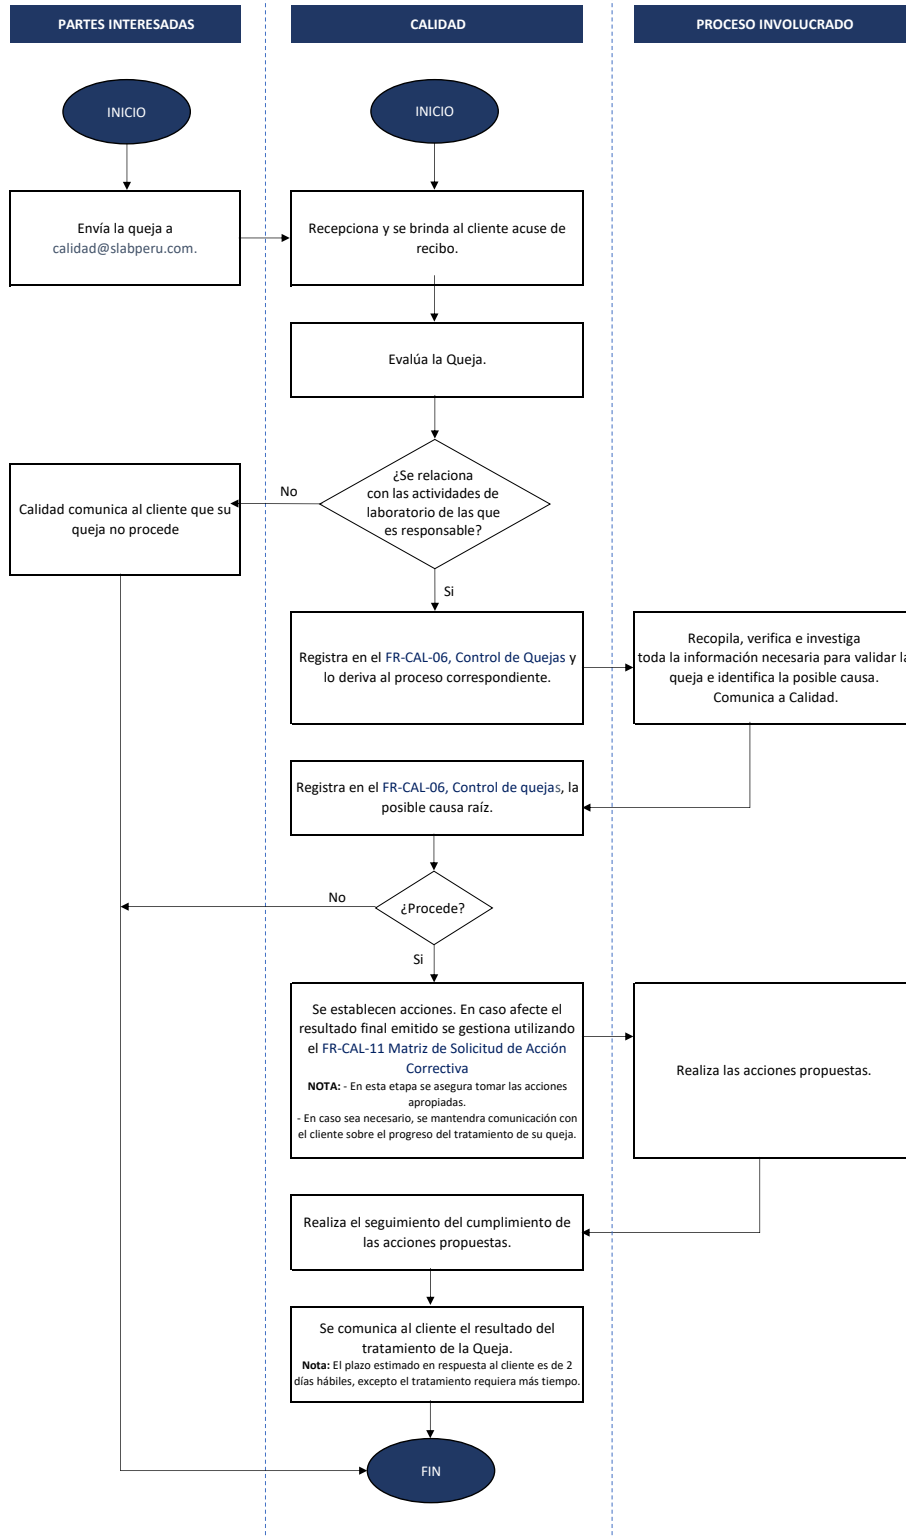 PARTES INTERESADAS
CALIDAD
PROCESO INVOLUCRADO
INICIO
INICIO
Envía la queja a
calidad@slabperu.com.
Recepciona y se brinda al cliente acuse de
recibo.
Evalúa la Queja.
¿Se relaciona
con las actividades de
laboratorio de las que
es responsable?
No
Calidad comunica al cliente que su
queja no procede
Si
Registra en el FR-CAL-06, Control de Quejas y
lo deriva al proceso correspondiente.
Recopila, verifica e investiga
toda la información necesaria para validar la
queja e identifica la posible causa.
Comunica a Calidad.
Registra en el FR-CAL-06, Control de quejas, la
posible causa raíz.
¿Procede?
No
Si
Se establecen acciones. En caso afecte el
resultado final emitido se gestiona utilizando
el FR-CAL-11 Matriz de Solicitud de Acción
Correctiva
NOTA: - En esta etapa se asegura tomar las acciones
apropiadas.
- En caso sea necesario, se mantendra comunicación con
el cliente sobre el progreso del tratamiento de su queja.
Realiza las acciones propuestas.
Realiza el seguimiento del cumplimiento de
las acciones propuestas.
Se comunica al cliente el resultado del
tratamiento de la Queja.
Nota: El plazo estimado en respuesta al cliente es de 2
días hábiles, excepto el tratamiento requiera más tiempo.
FIN